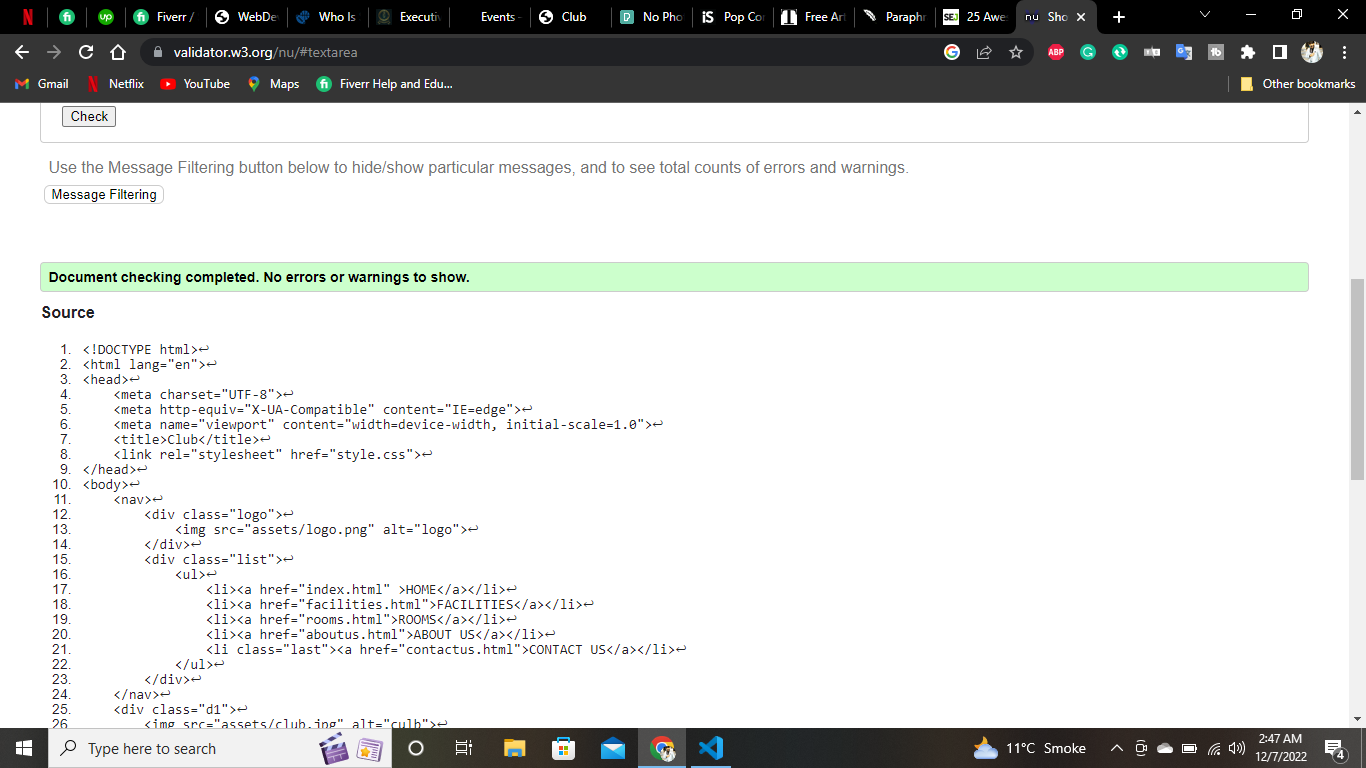 Fiverr /
WebDe
Who Is
Executiv
Events -
Club
No Pho
iS Pop Co
Free Ar
Paraphr
SEJ 25 Awe
nu Sho
validator.w3.org/nu/#textarea
Gmail
Netflix
YouTube
Maps
Fiverr Help and Edu...
Other bookmarks
Check
Use the Message Filtering button below to hide/show particular messages, and to see total counts of errors and warnings.
Message Filtering
Document checking completed. No errors or warnings to show.
Source
1. <!DOCTYPE html>↩
2. <html lang="en">↩
3. <head>↩
4. <meta charset="UTF-8">↩
5. <meta http-equiv="X-UA-Compatible" content="IE=edge">↩
6. <meta name="viewport" content="width=device-width, initial-scale=1.0">↩
7. <title>Club</title>↩
8. <link rel="stylesheet" href="style.css">↩
9. </head>↩
10. <body>↩
11. <nav>↩
12. <div class="logo">↩
13. <img src="assets/logo.png" alt="logo">↩
14. </div>↩
15. <div class="list">↩
16. <ul>↩
17. <li><a href="index.html" >HOME</a></li>↩
18. <li><a href="facilities.html">FACILITIES</a></li>↩
19. <li><a href="rooms.html">ROOMS</a></li>↩
20. <li><a href="aboutus.html">ABOUT US</a></li>↩
21. <li class="last"><a href="contactus.html">CONTACT US</a></li>↩
22. </ul>↩
23. </div>↩
24. </nav>↩
25. <div class="d1">↩
26. <img src="assets/club.jpg" alt="culb">↩
Type here to search
11°C Smoke
2:47 AM
12/7/2022
4